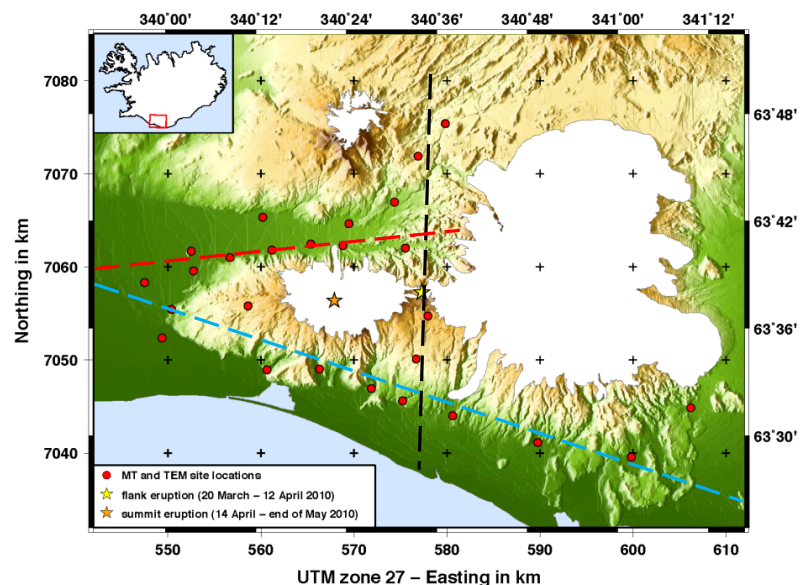 340˚00' 340˚12' 340˚24' 340˚36' 340˚48' 341˚00' 341˚12'
7080
63˚48'
7070
63˚42'
7060
63˚36'
7050
63˚30'
7040
Northing in km
MT and TEM site locations
flank eruption (20 March – 12 April 2010)
summit eruption (14 April – end of May 2010)
550 560 570 580 590 600 610
UTM zone 27 – Easting in km